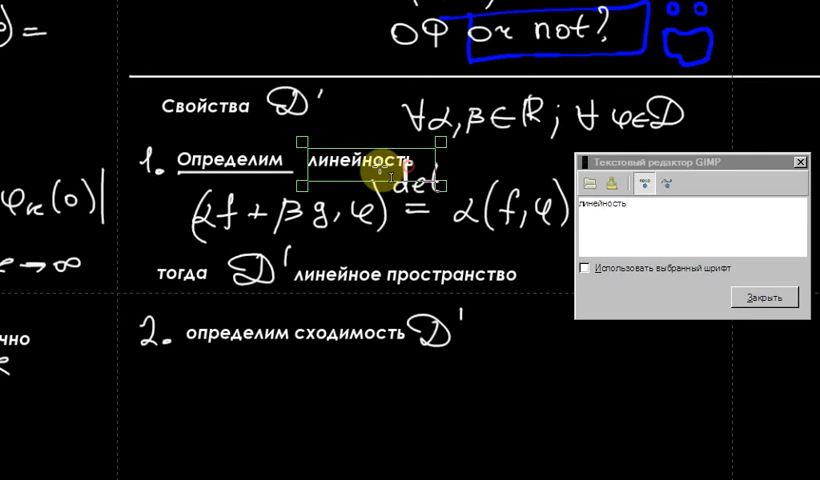 ) =
ОФ or not?
Свойства D'
∀α, β ∈ ℝ ; ∀ φ ∈ D
1. Определим линейность
(αf + βg, φ) def = α(f, φ)
φₖ(0)|
→ ∞
тогда D' линейное пространство
2. определим сходимость D'
чно
Текстовый редактор GIMP
линейность
Использовать выбранный шрифт
Закрыть